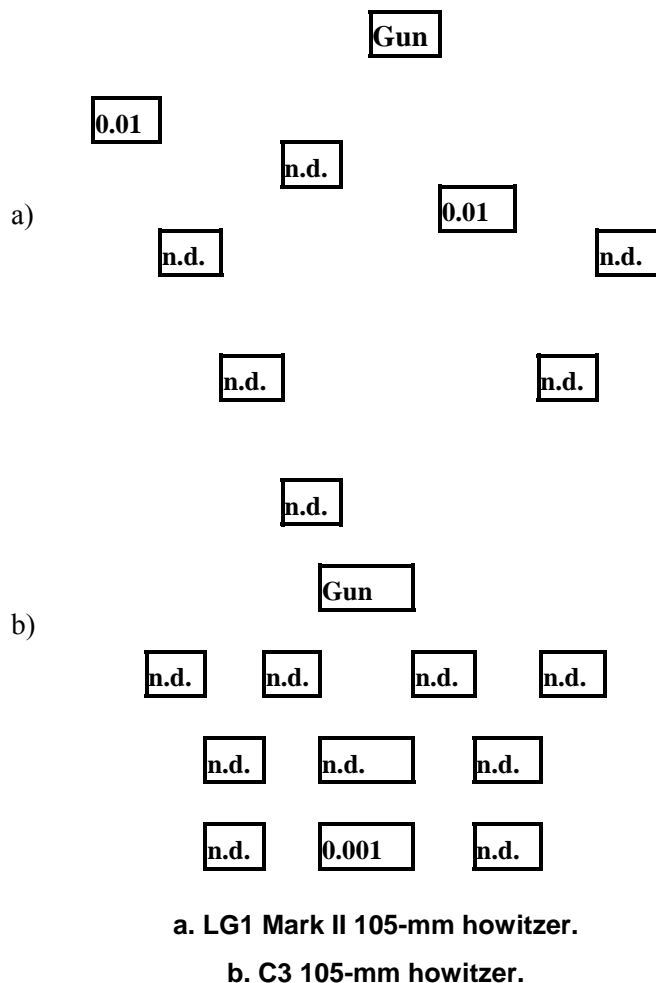 Gun
0.01
n.d.
0.01
a)
n.d. n.d.
n.d. n.d.
n.d.
Gun
b)
n.d. n.d. n.d. n.d.
n.d. n.d. n.d.
n.d. 0.001 n.d.
a. LG1 Mark II 105-mm howitzer.
b. C3 105-mm howitzer.